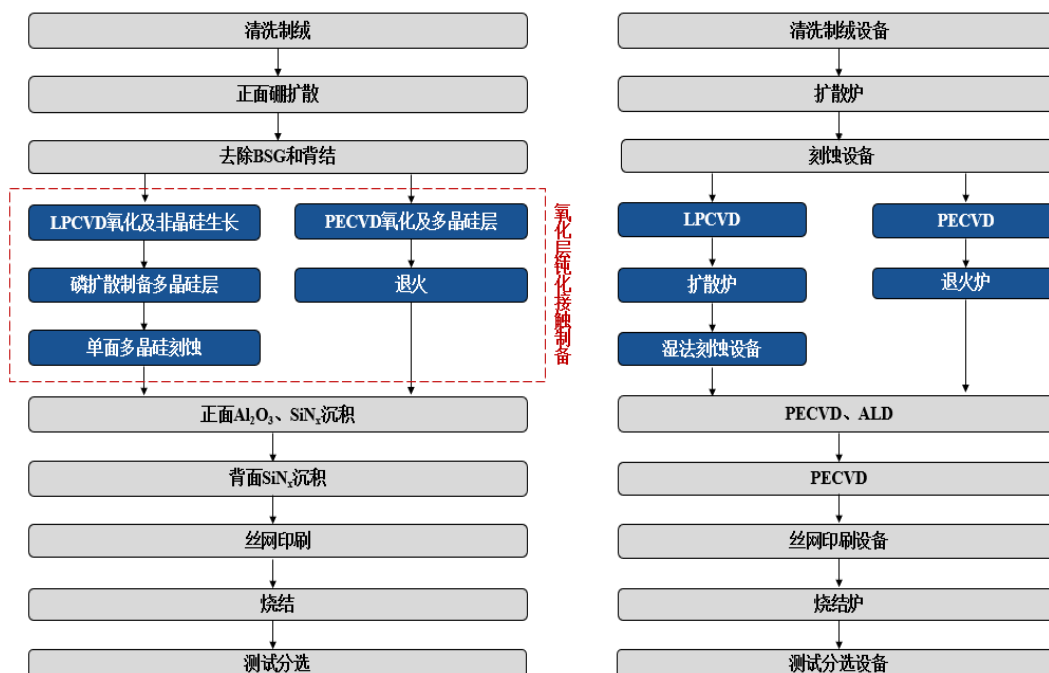 清洗制绒
清洗制绒设备
正面硼扩散
扩散炉
去除BSG和背结
刻蚀设备
LPCVD氧化及非晶硅生长
PECVD氧化及多晶硅层
LPCVD
PECVD
磷扩散制备多晶硅层
退火
扩散炉
退火炉
单面多晶硅刻蚀
湿法刻蚀设备
氧化层钝化接触制备
正面Al₂O₃、SiNₓ沉积
PECVD、ALD
背面SiNₓ沉积
PECVD
丝网印刷
丝网印刷设备
烧结
烧结炉
测试分选
测试分选设备